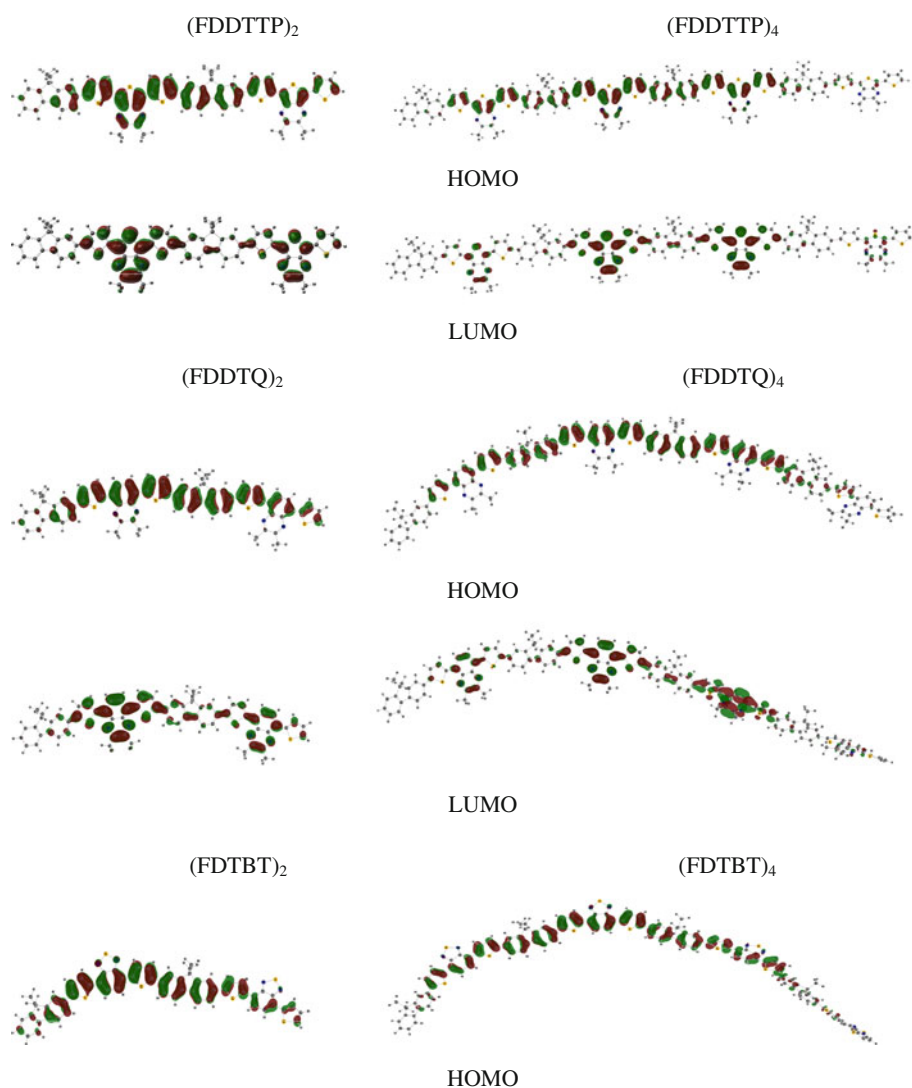 (FDDTTP)₂ (FDDTTP)₄
HOMO
LUMO
(FDDTQ)₂ (FDDTQ)₄
HOMO
LUMO
(FDTBT)₂ (FDTBT)₄
HOMO